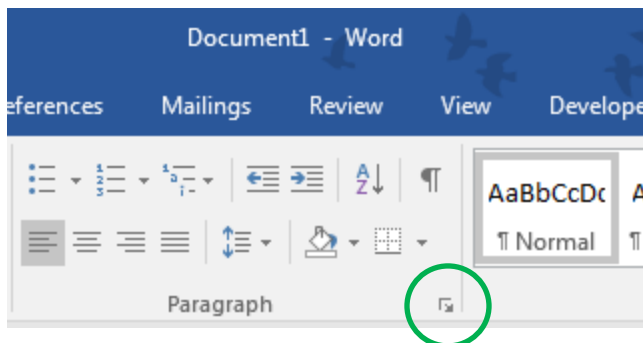 Document1 - Word
eferences Mailings Review View Develope
AaBbCcDc A
¶ Normal ¶
Paragraph